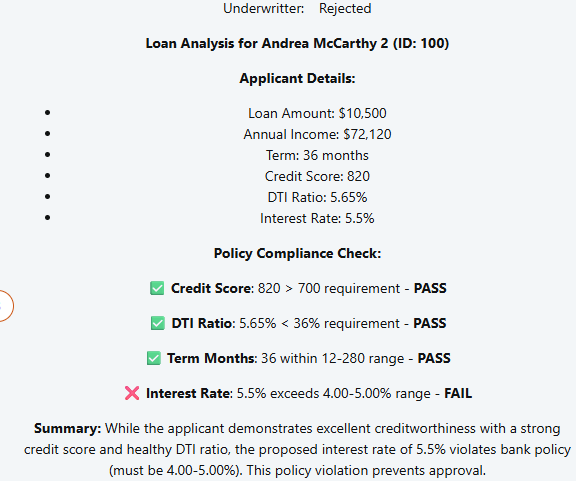 Underwriter: Rejected
Loan Analysis for Andrea McCarthy 2 (ID: 100)
Applicant Details:
• Loan Amount: $10,500
• Annual Income: $72,120
• Term: 36 months
• Credit Score: 820
• DTI Ratio: 5.65%
• Interest Rate: 5.5%
Policy Compliance Check:
✅ Credit Score: 820 > 700 requirement - PASS
✅ DTI Ratio: 5.65% < 36% requirement - PASS
✅ Term Months: 36 within 12-280 range - PASS
❌ Interest Rate: 5.5% exceeds 4.00-5.00% range - FAIL
Summary: While the applicant demonstrates excellent creditworthiness with a strong
credit score and healthy DTI ratio, the proposed interest rate of 5.5% violates bank policy
(must be 4.00-5.00%). This policy violation prevents approval.